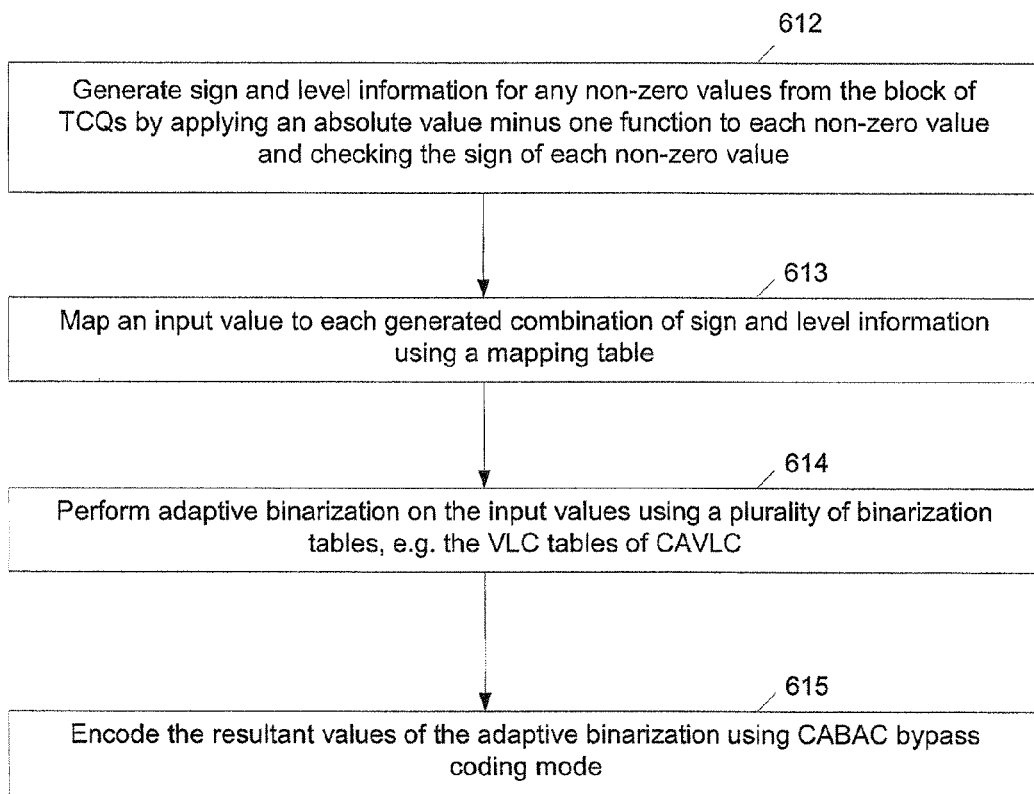 612
Generate sign and level information for any non-zero values from the block of
TCQs by applying an absolute value minus one function to each non-zero value
and checking the sign of each non-zero value
613
Map an input value to each generated combination of sign and level information
using a mapping table
614
Perform adaptive binarization on the input values using a plurality of binarization
tables, e.g. the VLC tables of CAVLC
615
Encode the resultant values of the adaptive binarization using CABAC bypass
coding mode